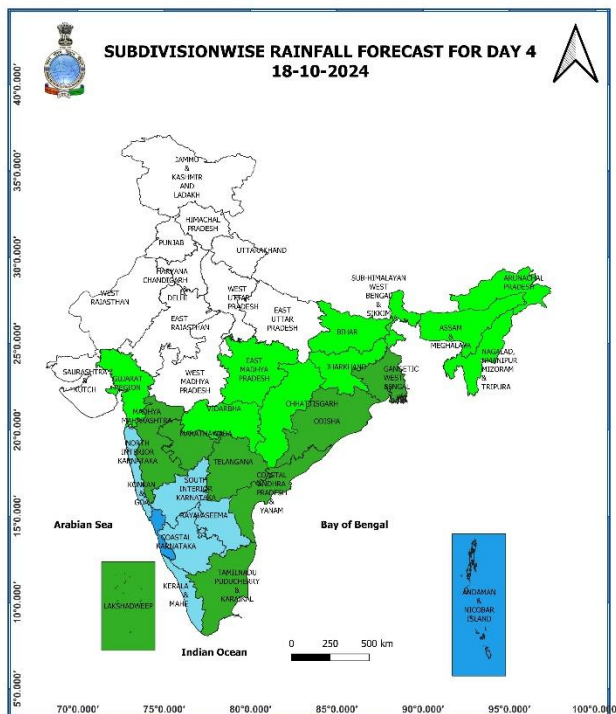 SUBDIVISIONWISE RAINFALL FORECAST FOR DAY 4
18-10-2024
40°0.000'
35°0.000'
30°0.000'
25°0.000'
20°0.000'
15°0.000'
10°0.000'
5°0.000'
JAMMU
&
KASHMIR
AND
LADAKH
HIMACHAL
PRADESH
PUNJAB
UTTARAKHAND
HARYANA
CHANDIGARH
&
DELHI
WEST
RAJASTHAN
EAST
RAJASTHAN
WEST
UTTAR
PRADESH
EAST
UTTAR
PRADESH
SUB-HIMALAYAN
WEST
BENGAL
&
SIKKIM
ARUNACHAL
PRADESH
ASSAM
&
MEGHALAYA
NAGALAD,
MANIPUR
MIZORAM
&
TRIPURA
BIHAR
JHARKHAND
GANGETIC
WEST
BENGAL
SAURASHTRA
&
KUTCH
GUJARAT
REGION
WEST
MADHYA
PRADESH
EAST
MADHYA
PRADESH
CHHATTISGARH
ODISHA
VIDARBHA
MADHYA
MAHARASHTRA
MARATHAWADA
NORTH
INTERIOR
KARNATAKA
TELANGANA
KONKAN
&
GOA
SOUTH
INTERIOR
KARNATAKA
COASTAL
ANDHRA
PRADESH
&
YANAM
RAYALASEEMA
COASTAL
KARNATAKA
TAMILNADU
PUDUCHERRY
&
KARAIKAL
KERALA
&
MAHE
LAKSHADWEEP
ANDAMAN
&
NICOBAR
ISLAND
Arabian Sea
Bay of Bengal
Indian Ocean
0 250 500 km
70°0.000' 75°0.000' 80°0.000' 85°0.000' 90°0.000' 95°0.000' 100°0.000'